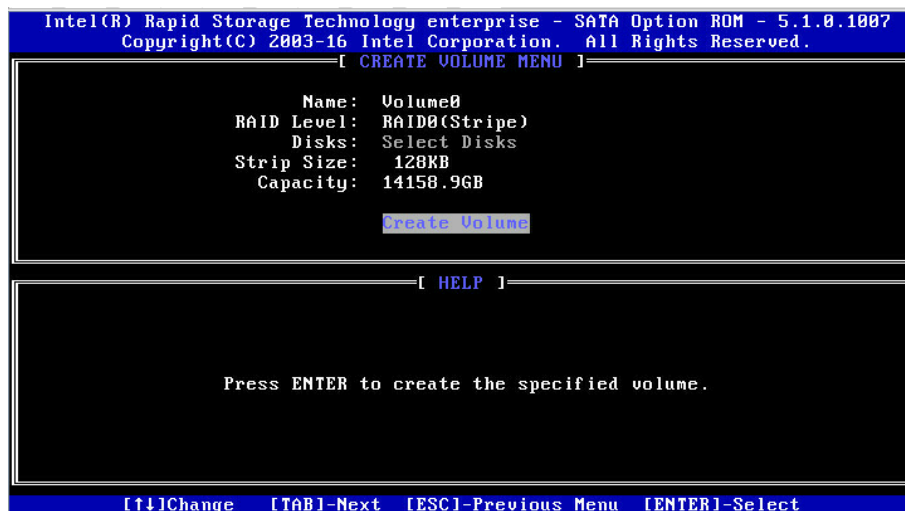 Intel(R) Rapid Storage Technology enterprise - SATA Option ROM - 5.1.0.1007
Copyright(C) 2003-16 Intel Corporation. All Rights Reserved.
[ CREATE VOLUME MENU ]
Name: Volume0
RAID Level: RAID0(Stripe)
Disks: Select Disks
Strip Size: 128KB
Capacity: 14158.9GB
Create Volume
[ HELP ]
Press ENTER to create the specified volume.
[↑↓]Change [TAB]-Next [ESC]-Previous Menu [ENTER]-Select